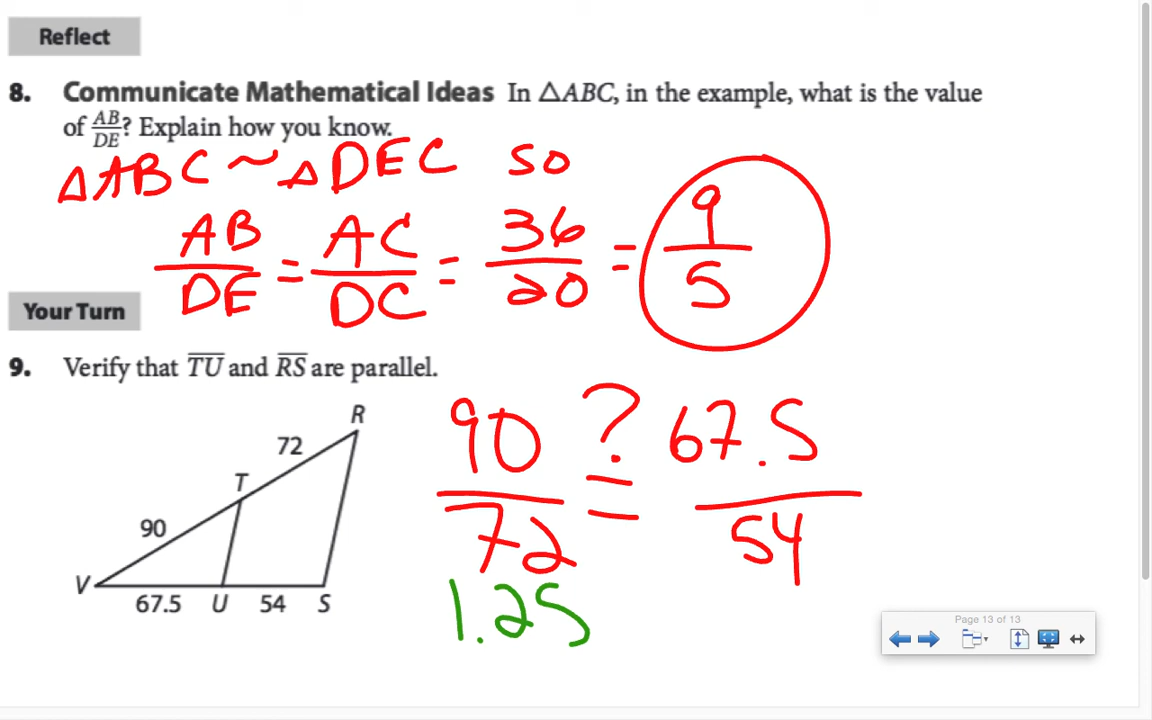 Reflect
8. Communicate Mathematical Ideas In △ABC, in the example, what is the value
of AB/DE? Explain how you know.
△ABC ~ △DEC so
AB/DE = AC/DC = 36/20 = 9/5
Your Turn
9. Verify that T̅U̅ and R̅S̅ are parallel.
R
72
T
90
V
67.5 U 54 S
90/72 ?= 67.5/54
1.25
Page 13 of 13